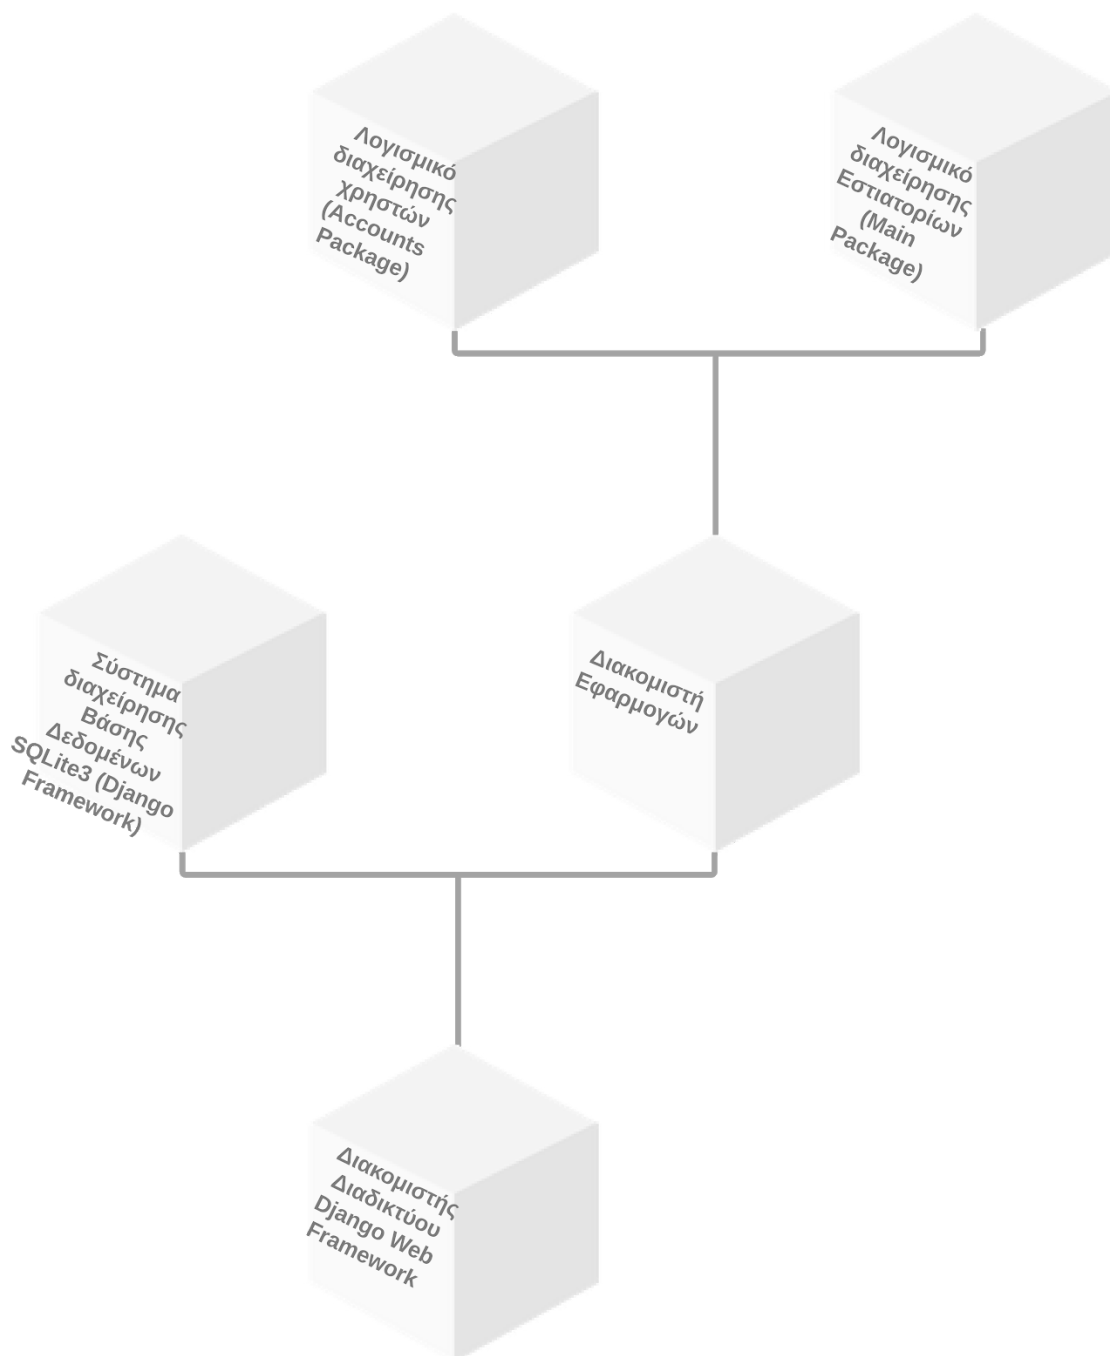 Λογισμικό
διαχείρησης
χρηστών
(Accounts
Package)
Λογισμικό
διαχείρησης
Εστιατορίων
(Main
Package)
Σύστημα
διαχείρησης
Βάσης
Δεδομένων
SQLite3 (Django
Framework)
Διακομιστή
Εφαρμογών
Διακομιστής
Διαδικτύου
Django Web
Framework